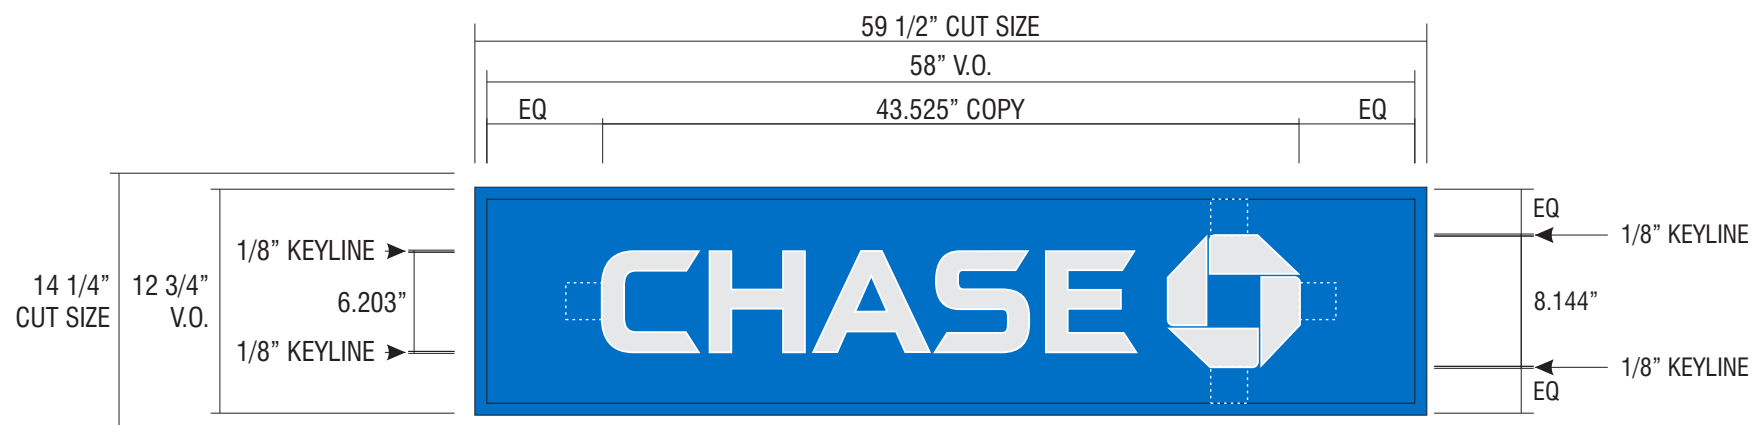 59 1/2” CUT SIZE
58” V.O.
EQ
43.525” COPY
EQ
14 1/4”
CUT SIZE
12 3/4”
V.O.
1/8” KEYLINE
6.203”
1/8” KEYLINE
CHASE
EQ
1/8” KEYLINE
8.144”
1/8” KEYLINE
EQ